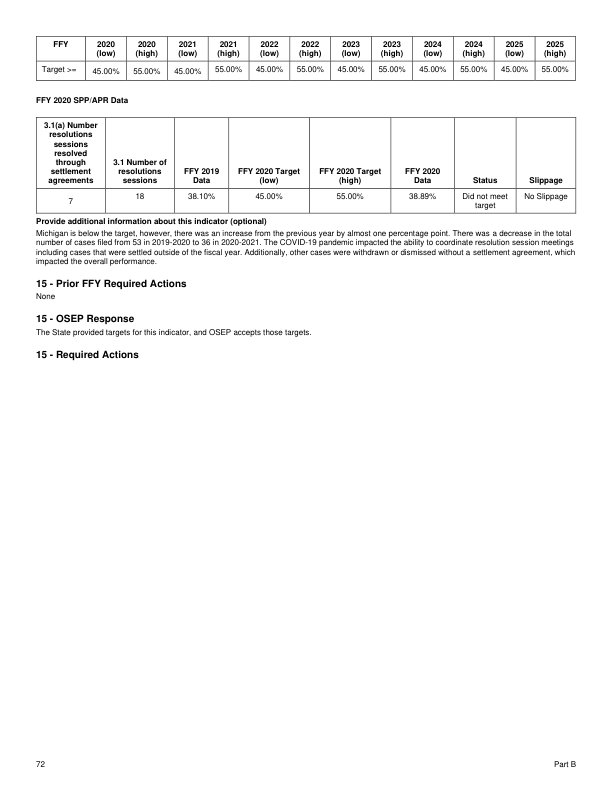 FFY 2020 (low) 2020 (high) 2021 (low) 2021 (high) 2022 (low) 2022 (high) 2023 (low) 2023 (high) 2024 (low) 2024 (high) 2025 (low) 2025 (high)
Target >= 45.00% 55.00% 45.00% 55.00% 45.00% 55.00% 45.00% 55.00% 45.00% 55.00% 45.00% 55.00%
FFY 2020 SPP/APR Data
3.1(a) Number resolutions sessions resolved through settlement agreements 3.1 Number of resolutions sessions FFY 2019 Data FFY 2020 Target (low) FFY 2020 Target (high) FFY 2020 Data Status Slippage
7 18 38.10% 45.00% 55.00% 38.89% Did not meet target No Slippage
Provide additional information about this indicator (optional)
Michigan is below the target, however, there was an increase from the previous year by almost one percentage point. There was a decrease in the total
number of cases filed from 53 in 2019-2020 to 36 in 2020-2021. The COVID-19 pandemic impacted the ability to coordinate resolution session meetings
including cases that were settled outside of the fiscal year. Additionally, other cases were withdrawn or dismissed without a settlement agreement, which
impacted the overall performance.
15 - Prior FFY Required Actions
None
15 - OSEP Response
The State provided targets for this indicator, and OSEP accepts those targets.
15 - Required Actions
72 Part B